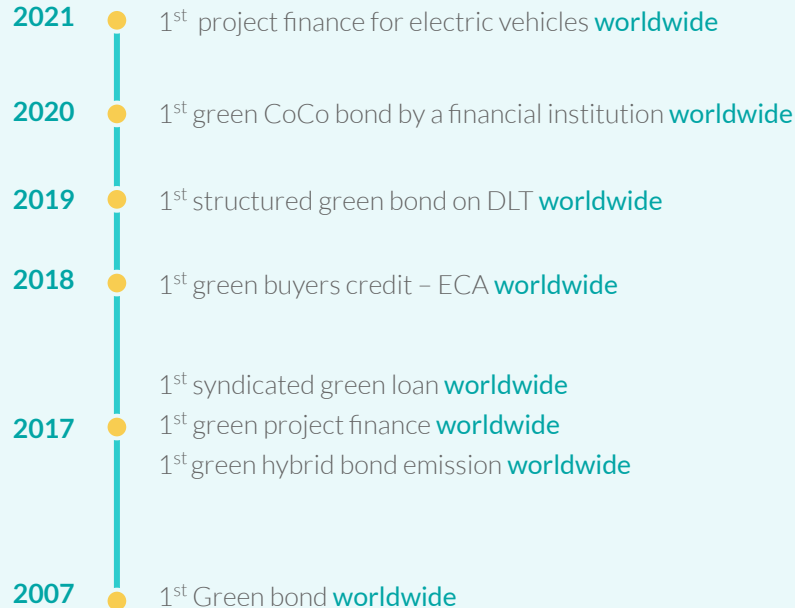 2021 1st project finance for electric vehicles worldwide
2020 1st green CoCo bond by a financial institution worldwide
2019 1st structured green bond on DLT worldwide
2018 1st green buyers credit – ECA worldwide
1st syndicated green loan worldwide
2017 1st green project finance worldwide
1st green hybrid bond emission worldwide
2007 1st Green bond worldwide